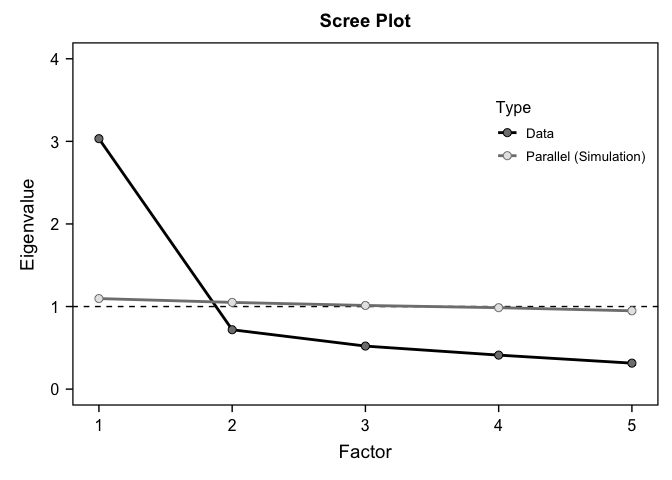 Scree Plot
4
3
2
1
0
Eigenvalue
Type
Data
Parallel (Simulation)
1 2 3 4 5
Factor